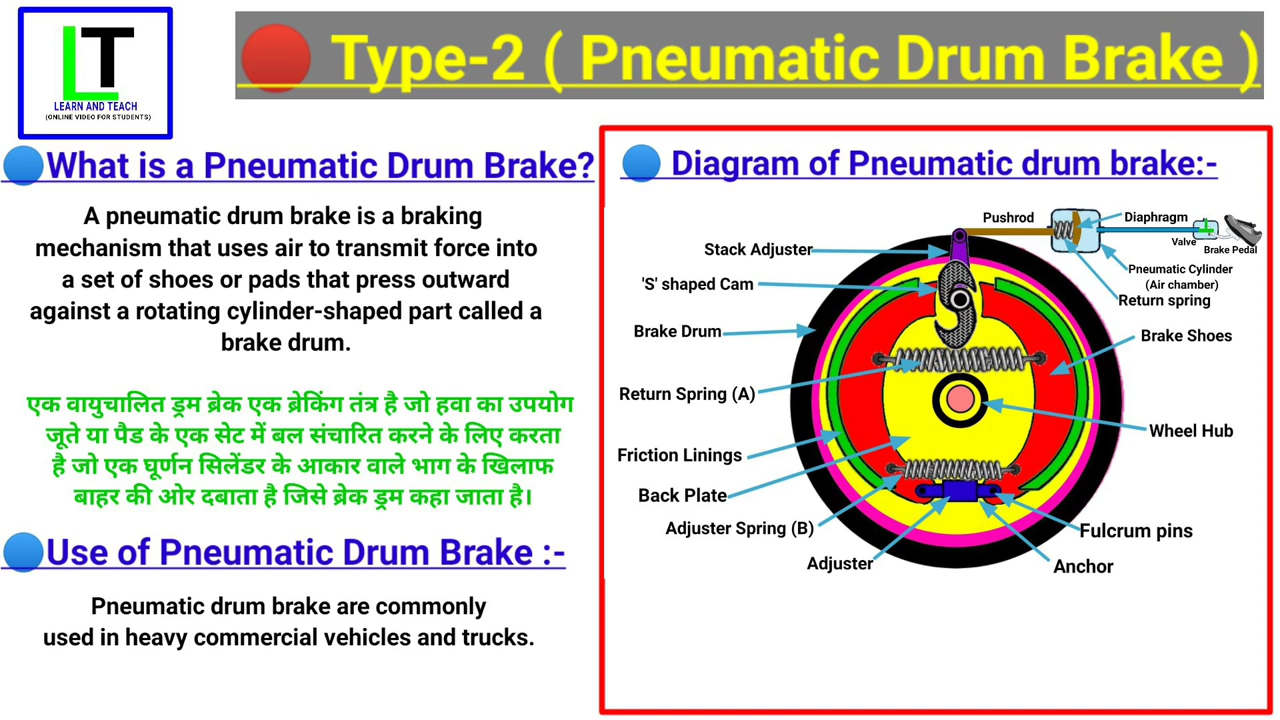 LT
LEARN AND TEACH
(ONLINE VIDEO FOR STUDENTS)
Type-2 ( Pneumatic Drum Brake )
What is a Pneumatic Drum Brake?
A pneumatic drum brake is a braking
mechanism that uses air to transmit force into
a set of shoes or pads that press outward
against a rotating cylinder-shaped part called a
brake drum.
एक वायुचालित ड्रम ब्रेक एक ब्रेकिंग तंत्र है जो हवा का उपयोग
जूते या पैड के एक सेट में बल संचारित करने के लिए करता
है जो एक घूर्णन सिलेंडर के आकार वाले भाग के खिलाफ
बाहर की ओर दबाता है जिसे ब्रेक ड्रम कहा जाता है।
Use of Pneumatic Drum Brake :-
Pneumatic drum brake are commonly
used in heavy commercial vehicles and trucks.
Diagram of Pneumatic drum brake:-
Pushrod
Diaphragm
Valve
Brake Pedal
Stack Adjuster
Pneumatic Cylinder
(Air chamber)
'S' shaped Cam
Return spring
Brake Drum
Brake Shoes
Return Spring (A)
Wheel Hub
Friction Linings
Back Plate
Adjuster Spring (B)
Fulcrum pins
Adjuster
Anchor